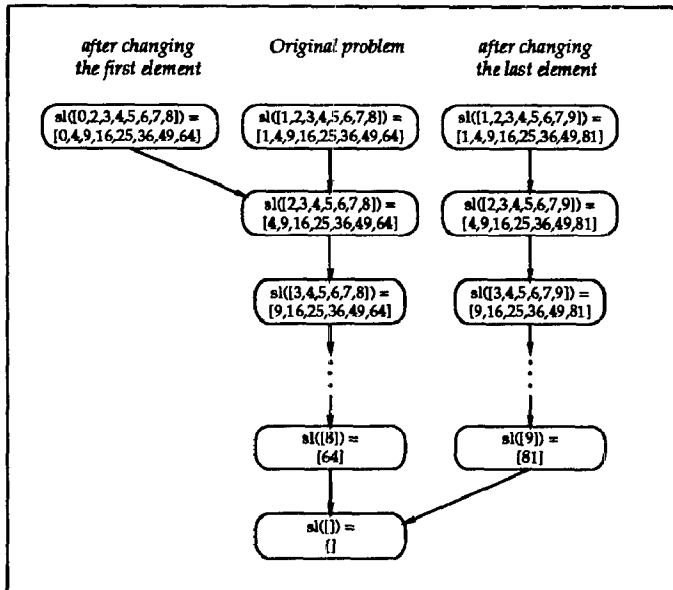 after changing
the first element
Original problem
after changing
the last element
sl([0,2,3,4,5,6,7,8]) =
[0,4,9,16,25,36,49,64}
sl([1,2,3,4,5,6,7,8]) =
[1,4,9,16,25,36,49,64}
sl([1,2,3,4,5,6,7,9]) =
[1,4,9,16,25,36,49,81]
sl([2,3,4,5,6,7,8]) =
[4,9,16,25,36,49,64]
sl([2,3,4,5,6,7,9]) =
[4,9,16,25,36,49,81]
sl([3,4,5,6,7,8]) =
[9,16,25,36,49,64]
sl([3,4,5,6,7,9]) =
[9,16,25,36,49,81]
sl([8]) =
[64]
sl([9]) =
[81]
sl([]) =
[]